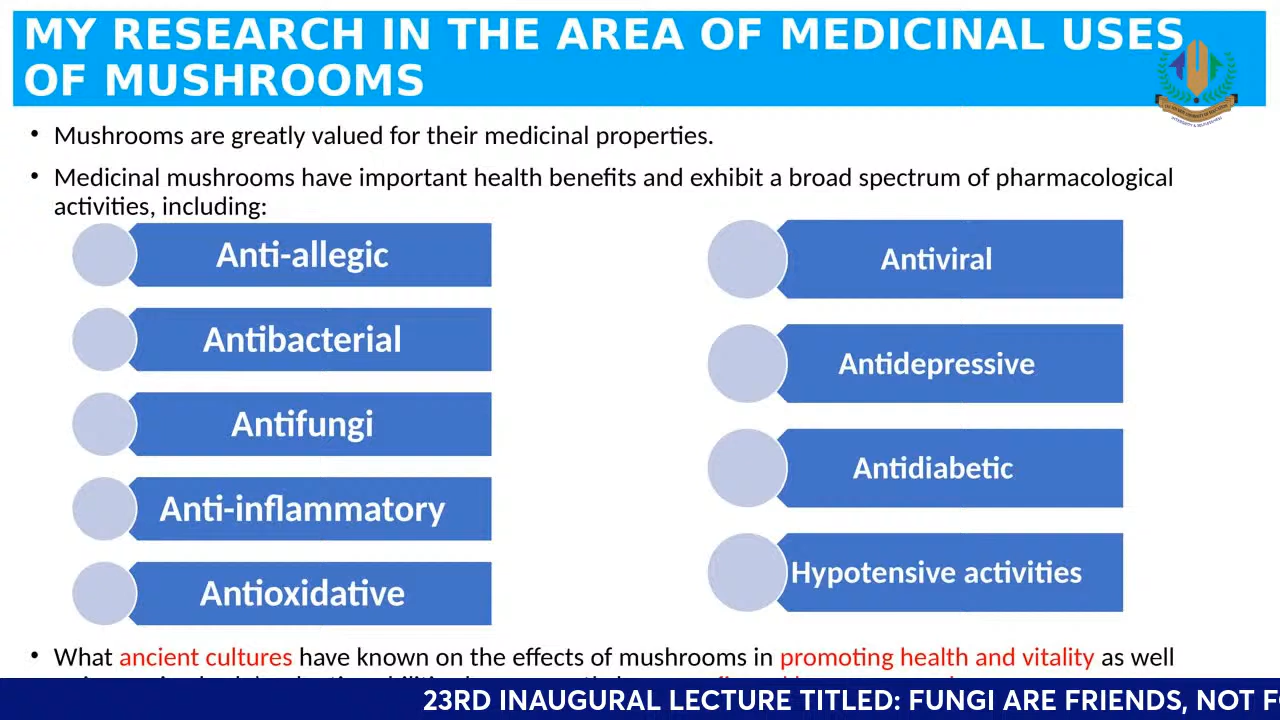 MY RESEARCH IN THE AREA OF MEDICINAL USES
OF MUSHROOMS
• Mushrooms are greatly valued for their medicinal properties.
• Medicinal mushrooms have important health benefits and exhibit a broad spectrum of pharmacological
activities, including:
Anti-allegic
Antibacterial
Antifungi
Anti-inflammatory
Antioxidative
Antiviral
Antidepressive
Antidiabetic
Hypotensive activities
• What ancient cultures have known on the effects of mushrooms in promoting health and vitality as well
23RD INAUGURAL LECTURE TITLED: FUNGI ARE FRIENDS, NOT F